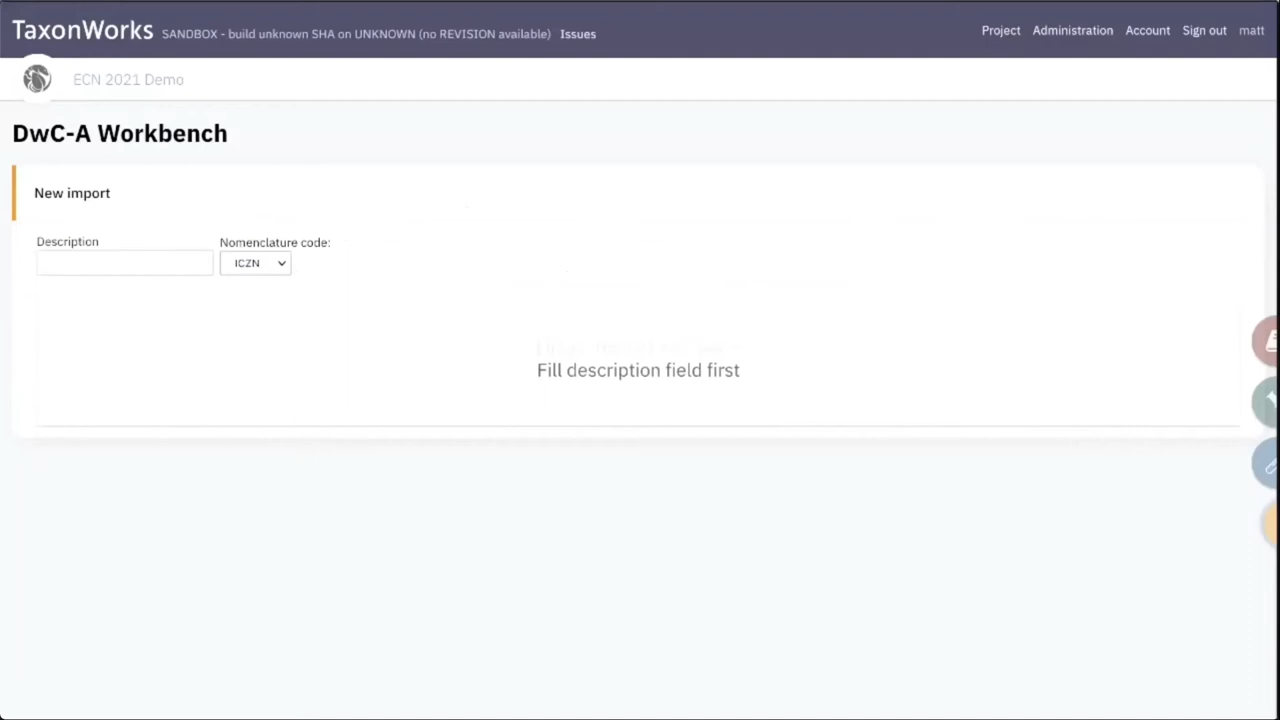 TaxonWorks SANDBOX - build unknown SHA on UNKNOWN (no REVISION available) Issues Project Administration Account Sign out matt
ECN 2021 Demo
DwC-A Workbench
New import
Description Nomenclature code:
ICZN
Fill description field first